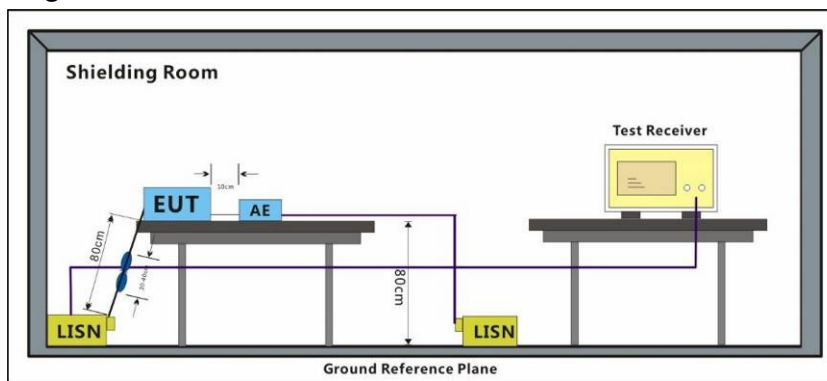 Shielding Room
Test Receiver
10cm
EUT
AE
80cm
30-40cm
80cm
LISN
LISN
Ground Reference Plane